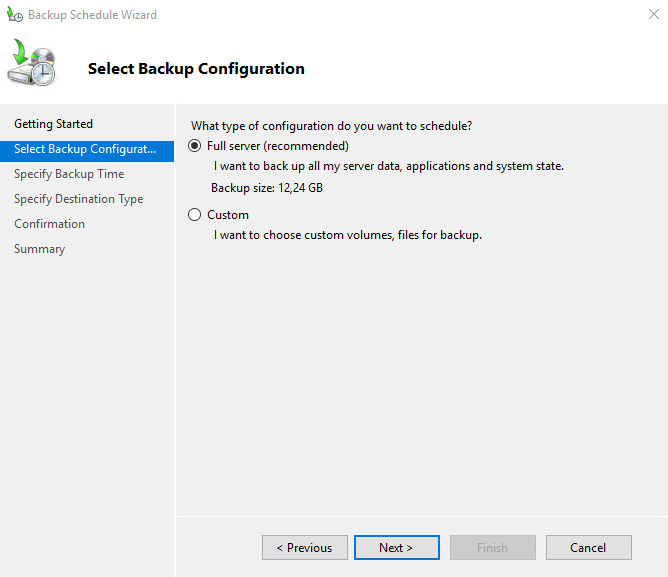 Backup Schedule Wizard
Select Backup Configuration
Getting Started
Select Backup Configurat...
Specify Backup Time
Specify Destination Type
Confirmation
Summary
What type of configuration do you want to schedule?
Full server (recommended)
I want to back up all my server data, applications and system state.
Backup size: 12,24 GB
Custom
I want to choose custom volumes, files for backup.
< Previous
Next >
Finish
Cancel